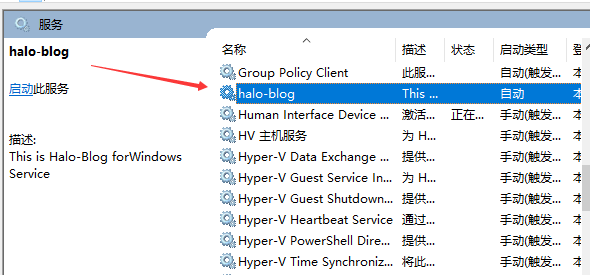 服务
halo-blog
启动此服务
描述:
This is Halo-Blog forWindows
Service
名称 描述 状态 启动类型 登
Group Policy Client 此服... 自动(触发... 本
halo-blog This ... 自动 本
Human Interface Device ... 激活... 正在... 手动(触发... 本
HV 主机服务 为 H... 手动(触发... 本
Hyper-V Data Exchange ... 提供... 手动(触发... 本
Hyper-V Guest Service In... 为 H... 手动(触发... 本
Hyper-V Guest Shutdown... 提供... 手动(触发... 本
Hyper-V Heartbeat Service 通过... 手动(触发... 本
Hyper-V PowerShell Dire... 提供... 手动(触发... 本
Hyper-V Time Synchroniz... 将此... 手动(触发... 本